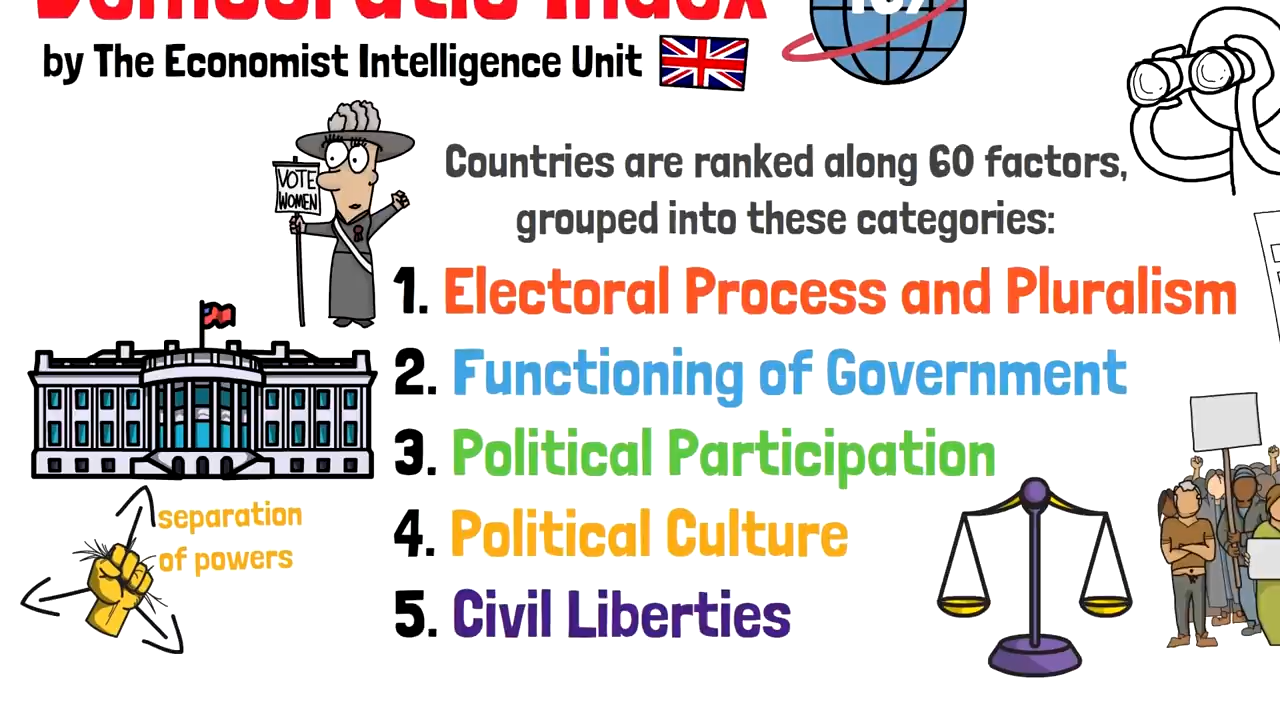 Democratic Index
by The Economist Intelligence Unit
VOTE
WOMEN
Countries are ranked along 60 factors,
grouped into these categories:
1. Electoral Process and Pluralism
2. Functioning of Government
3. Political Participation
4. Political Culture
5. Civil Liberties
separation
of powers